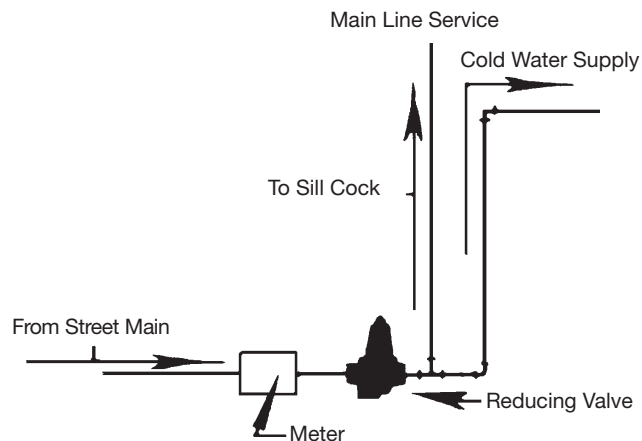 Main Line Service
Cold Water Supply
To Sill Cock
From Street Main
Reducing Valve
Meter